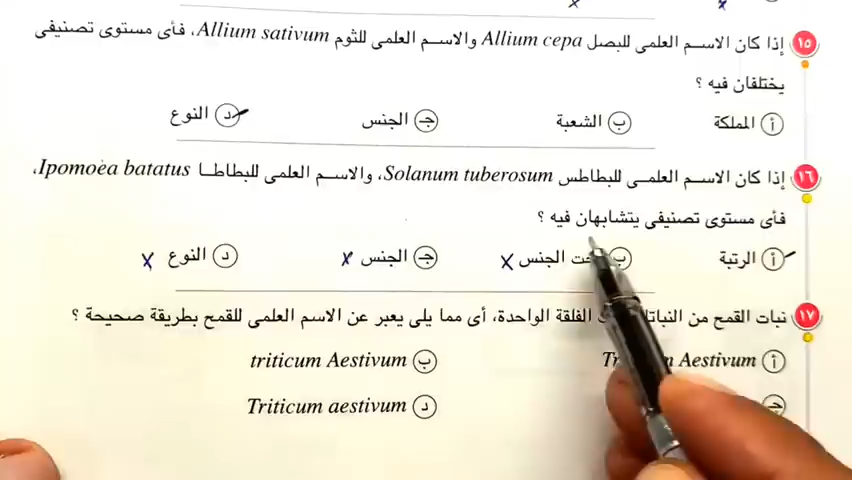 ١٥ إذا كان الاسم العلمى للبصل Allium cepa والاسم العلمى للثوم Allium sativum، فأى مستوى تصنيفى
يختلفان فيه ؟
أ المملكة ب الشعبة جـ الجنس د النوع
١٦ إذا كان الاسم العلمى للبطاطس Solanum tuberosum، والاسم العلمى للبطاطا Ipomoea batatus،
فأى مستوى تصنيفى يتشابهان فيه ؟
أ الرتبة ب الجنس جـ الجنس د النوع
١٧ نبات القمح من الفلقة الواحدة، أى مما يلى يعبر عن الاسم العلمى للقمح بطريقة صحيحة ؟
أ Aestivum ب triticum Aestivum
جـ د Triticum aestivum